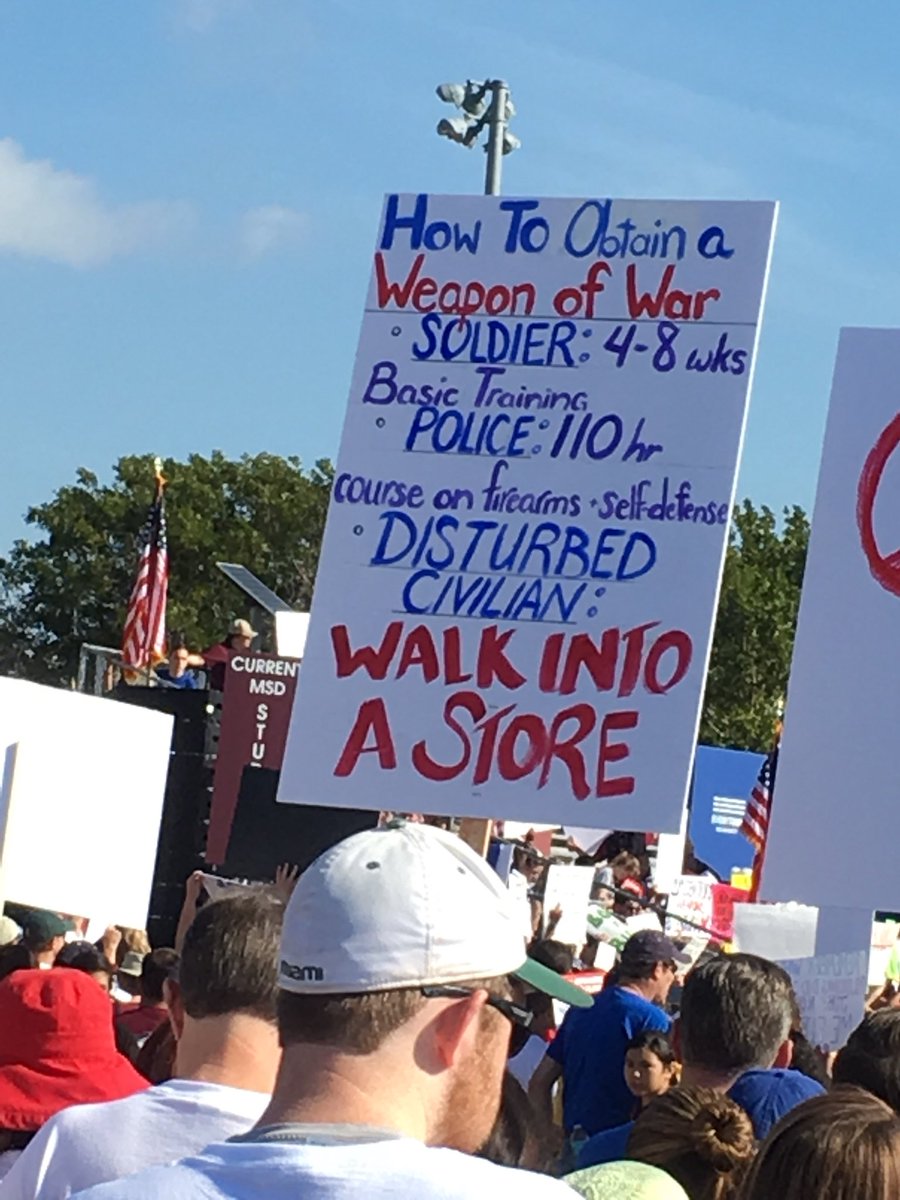 How To Obtain a
Weapon of War
• SOLDIER: 4-8 wks
Basic Training
• POLICE: 110 hr
course on firearms + self-defense
• DISTURBED
CIVILIAN:
WALK INTO
A STORE
CURRENT
MSD
STUD